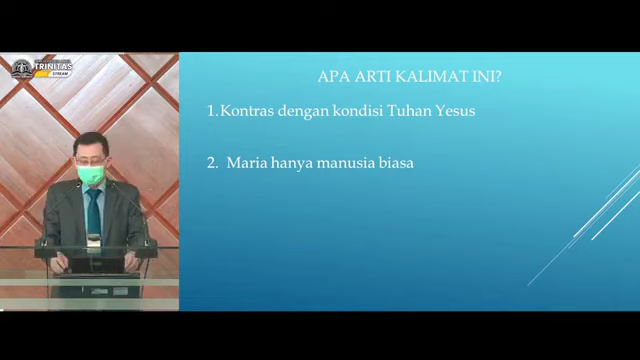 TRINITAS
STREAM
APA ARTI KALIMAT INI?
1.Kontras dengan kondisi Tuhan Yesus
2. Maria hanya manusia biasa